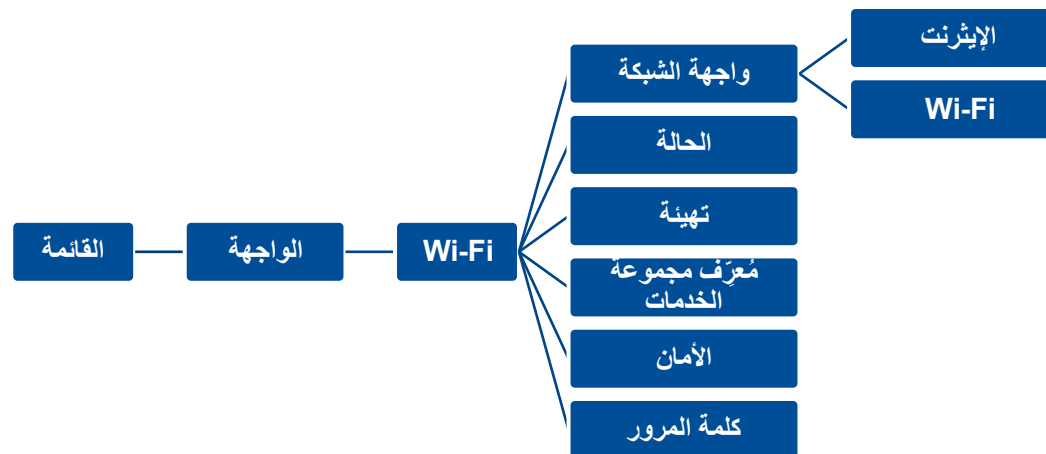 القائمة
الواجهة
Wi-Fi
واجهة الشبكة
الإيثرنت
Wi-Fi
الحالة
تهيئة
مُعرِّف مجموعة
الخدمات
الأمان
كلمة المرور